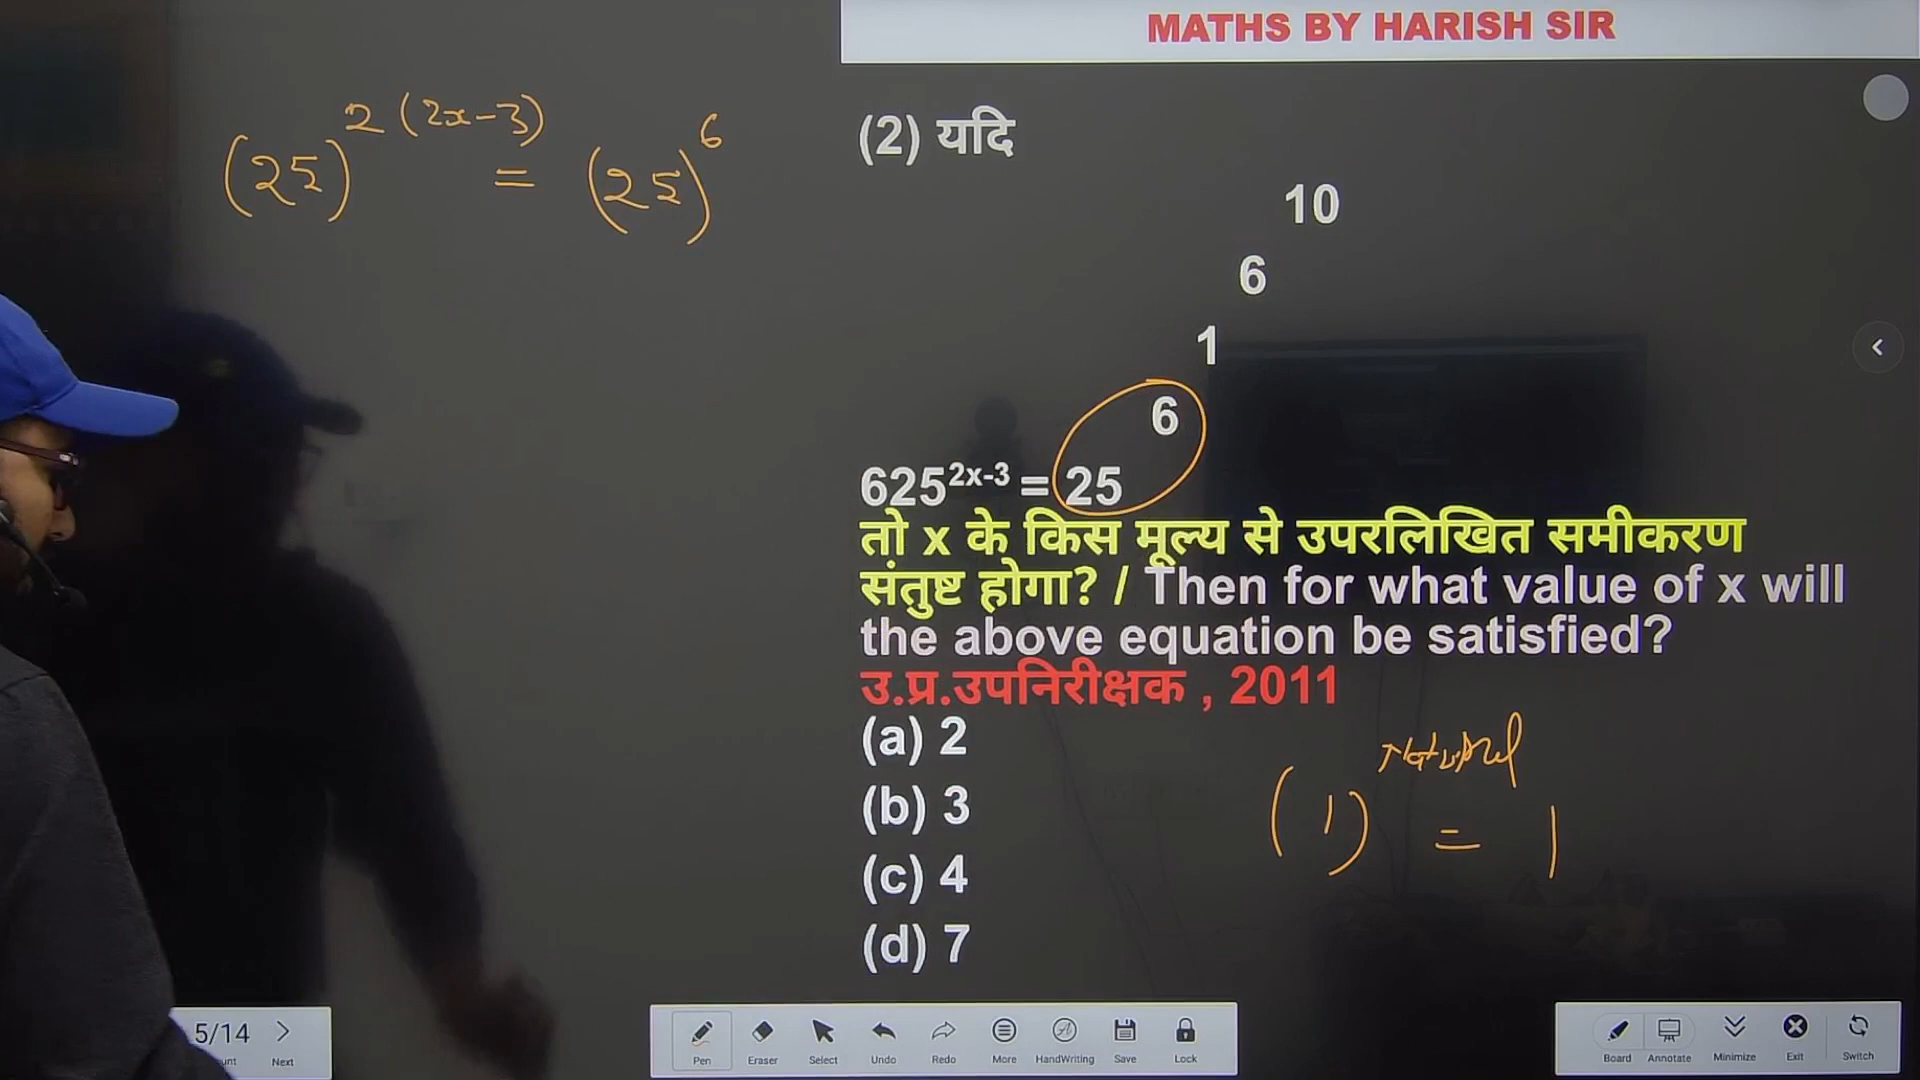 MATHS BY HARISH SIR
(25)^2(2x-3) = (25)^6
(2) यदि
10
6
1
6
625^2x-3 = 25
तो x के किस मूल्य से उपरलिखित समीकरण
संतुष्ट होगा? / Then for what value of x will
the above equation be satisfied?
उ.प्र.उपनिरीक्षक , 2011
(a) 2
(b) 3
(c) 4
(d) 7
(1) = 1
5/14
Next
Pen Eraser Select Undo Redo More HandWriting Save Lock
Board Annotate Minimize Exit Switch